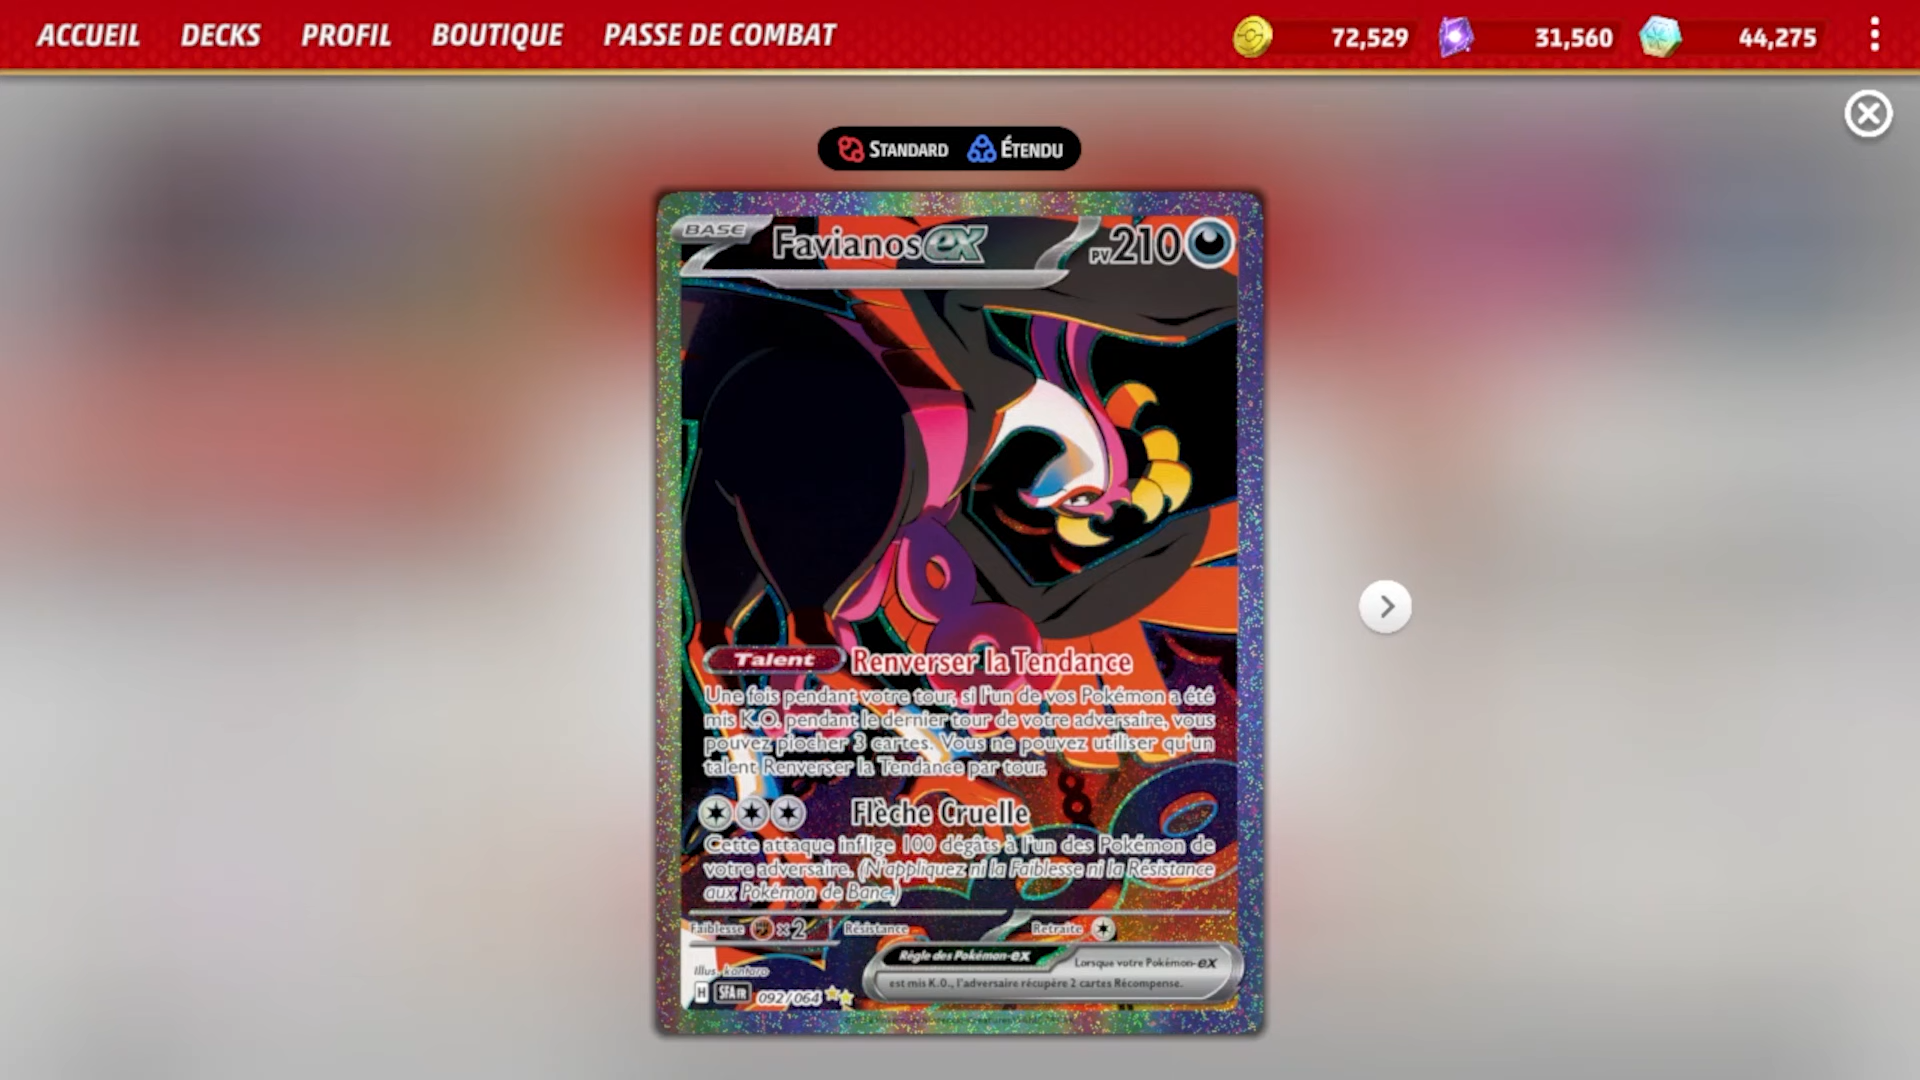 ACCUEIL DECKS PROFIL BOUTIQUE PASSE DE COMBAT 72,529 31,560 44,275
STANDARD ÉTENDU
BASE Favianos ex PV 210
Talent Renverser la Tendance
Une fois pendant votre tour, si l'un de vos Pokémon a été
mis K.O. pendant le dernier tour de votre adversaire, vous
pouvez piocher 3 cartes. Vous ne pouvez utiliser qu'un
talent Renverser la Tendance par tour.
Flèche Cruelle
Cette attaque inflige 100 dégâts à l'un des Pokémon de
votre adversaire. (N'appliquez ni la Faiblesse ni la Résistance
aux Pokémon de Banc.)
Faiblesse ×2 Résistance Retraite
Règle des Pokémon-ex Lorsque votre Pokémon-ex
est mis K.O., l'adversaire récupère 2 cartes Récompense.
Illus. kantaro
H SFA FR 092/064